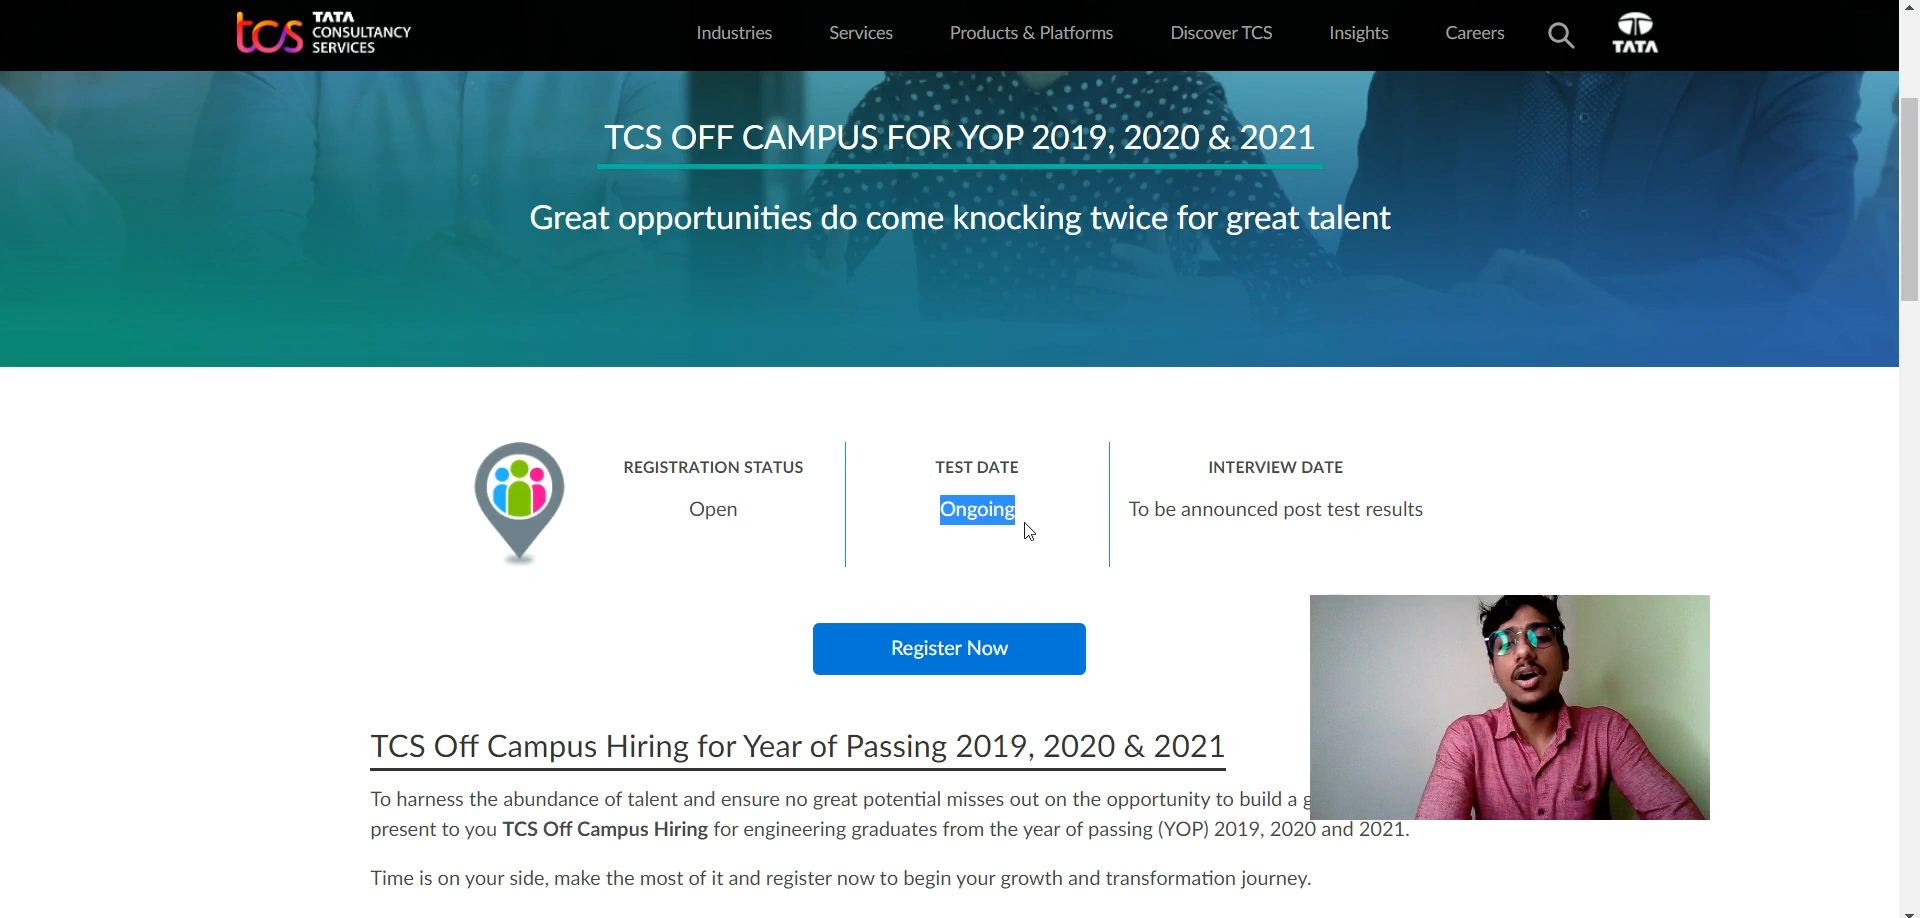 tcs TATA CONSULTANCY SERVICES
Industries Services Products & Platforms Discover TCS Insights Careers TATA
TCS OFF CAMPUS FOR YOP 2019, 2020 & 2021
Great opportunities do come knocking twice for great talent
REGISTRATION STATUS TEST DATE INTERVIEW DATE
Open Ongoing To be announced post test results
Register Now
TCS Off Campus Hiring for Year of Passing 2019, 2020 & 2021
To harness the abundance of talent and ensure no great potential misses out on the opportunity to build a
present to you TCS Off Campus Hiring for engineering graduates from the year of passing (YOP) 2019, 2020 and 2021.
Time is on your side, make the most of it and register now to begin your growth and transformation journey.